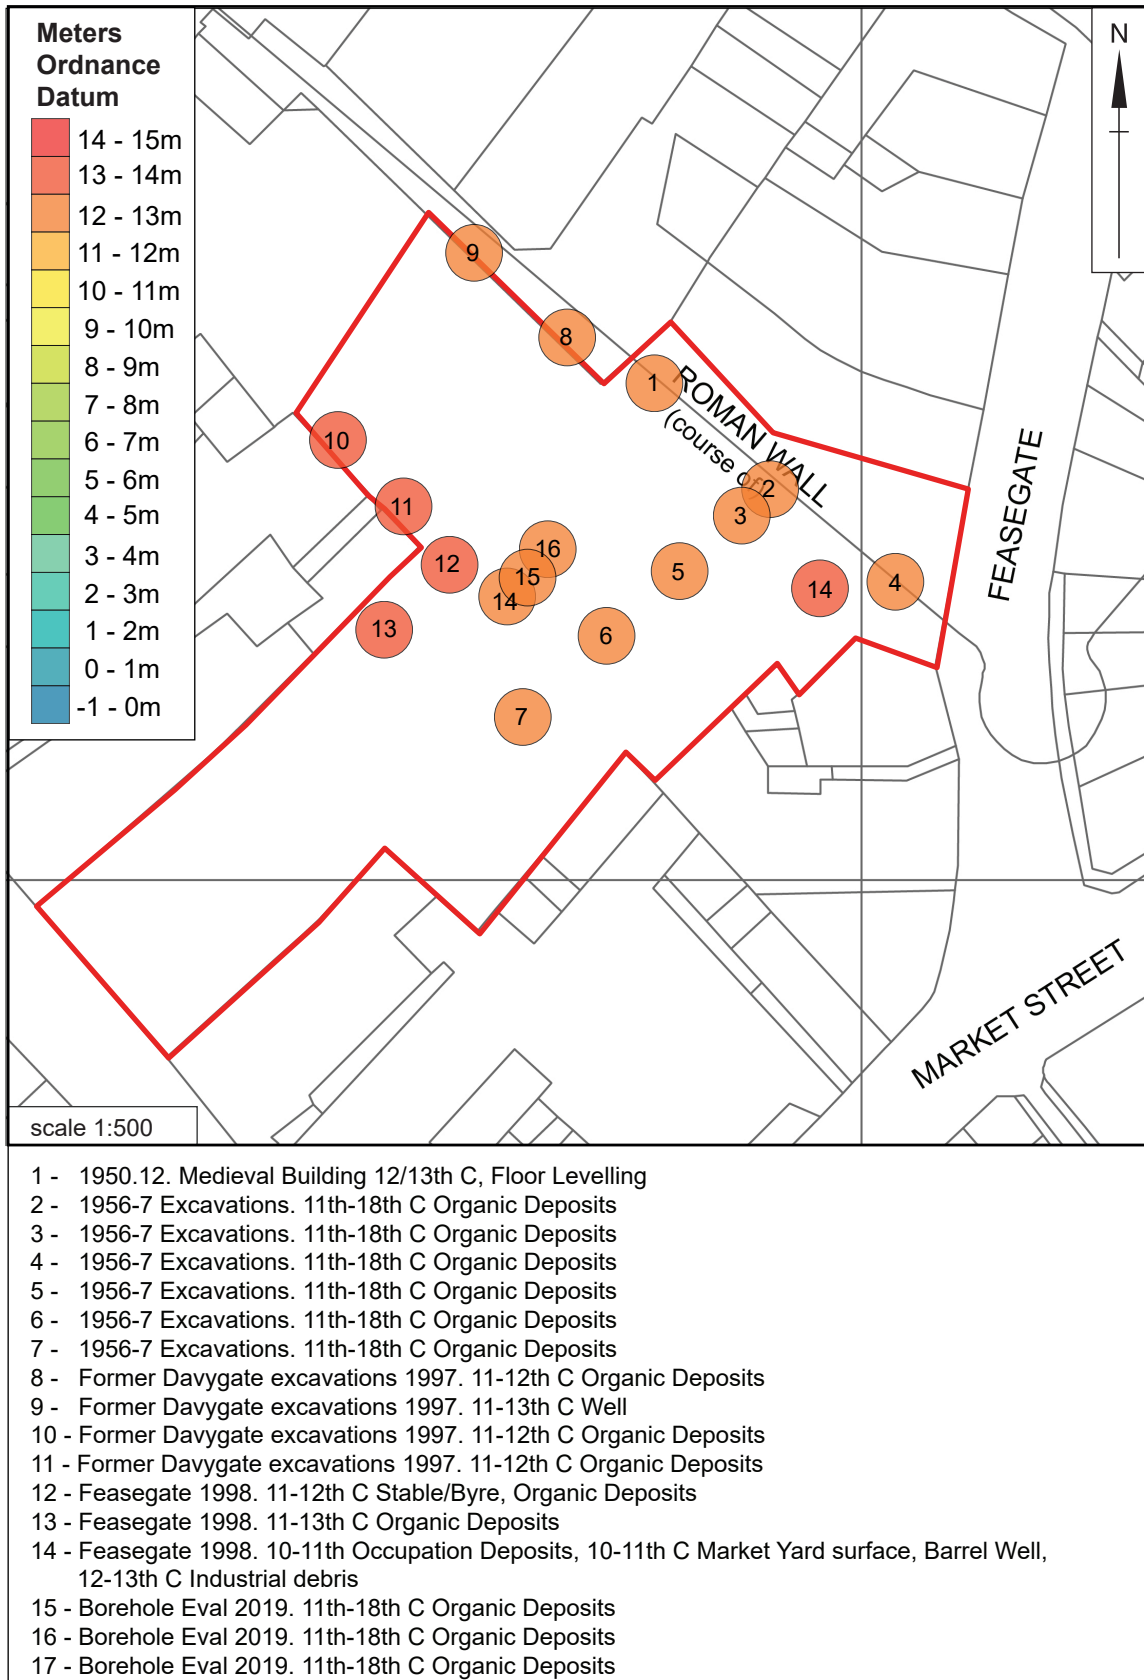 Meters
Ordnance
Datum
14 - 15m
13 - 14m
12 - 13m
11 - 12m
10 - 11m
9 - 10m
8 - 9m
7 - 8m
6 - 7m
5 - 6m
4 - 5m
3 - 4m
2 - 3m
1 - 2m
0 - 1m
-1 - 0m
N
9
8
1
ROMAN WALL
(course of)
2
3
10
11
12
13
16
15
14
5
6
7
14
4
FEASEGATE
MARKET STREET
scale 1:500
1 - 1950.12. Medieval Building 12/13th C, Floor Levelling
2 - 1956-7 Excavations. 11th-18th C Organic Deposits
3 - 1956-7 Excavations. 11th-18th C Organic Deposits
4 - 1956-7 Excavations. 11th-18th C Organic Deposits
5 - 1956-7 Excavations. 11th-18th C Organic Deposits
6 - 1956-7 Excavations. 11th-18th C Organic Deposits
7 - 1956-7 Excavations. 11th-18th C Organic Deposits
8 - Former Davygate excavations 1997. 11-12th C Organic Deposits
9 - Former Davygate excavations 1997. 11-13th C Well
10 - Former Davygate excavations 1997. 11-12th C Organic Deposits
11 - Former Davygate excavations 1997. 11-12th C Organic Deposits
12 - Feasegate 1998. 11-12th C Stable/Byre, Organic Deposits
13 - Feasegate 1998. 11-13th C Organic Deposits
14 - Feasegate 1998. 10-11th Occupation Deposits, 10-11th C Market Yard surface, Barrel Well,
12-13th C Industrial debris
15 - Borehole Eval 2019. 11th-18th C Organic Deposits
16 - Borehole Eval 2019. 11th-18th C Organic Deposits
17 - Borehole Eval 2019. 11th-18th C Organic Deposits